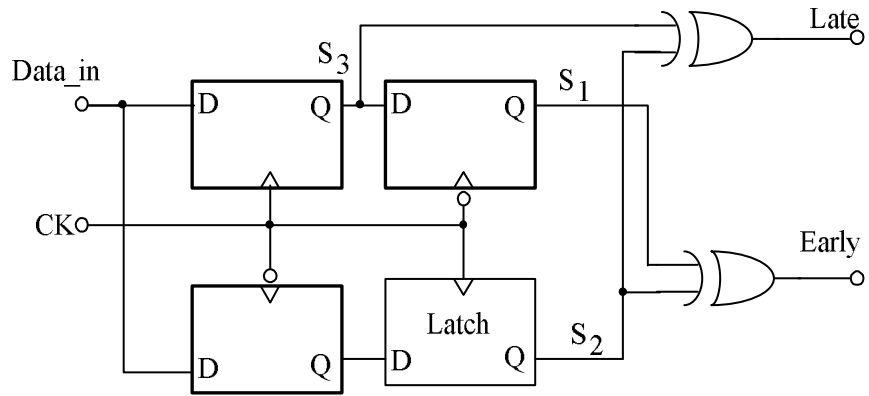 Late
S3
Data_in
D Q D Q
S1
CK
Early
Latch
S2
D Q D Q